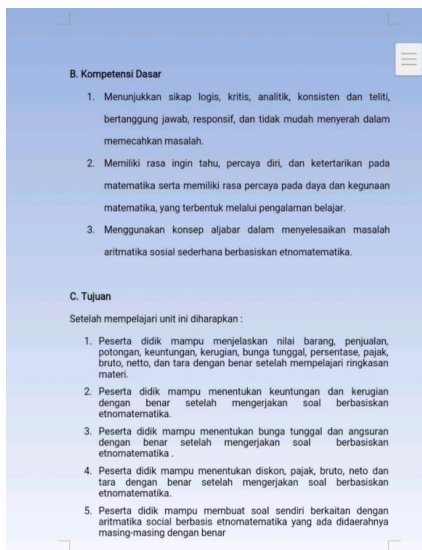 B. Kompetensi Dasar
1. Menunjukkan sikap logis, kritis, analitik, konsisten dan teliti,
bertanggung jawab, responsif, dan tidak mudah menyerah dalam
memecahkan masalah.
2. Memiliki rasa ingin tahu, percaya diri, dan ketertarikan pada
matematika serta memiliki rasa percaya pada daya dan kegunaan
matematika, yang terbentuk melalui pengalaman belajar.
3. Menggunakan konsep aljabar dalam menyelesaikan masalah
aritmatika sosial sederhana berbasiskan etnomatematika.
C. Tujuan
Setelah mempelajari unit ini diharapkan :
1. Peserta didik mampu menjelaskan nilai barang, penjualan,
potongan, keuntungan, kerugian, bunga tunggal, persentase, pajak,
bruto, netto, dan tara dengan benar setelah mempelajari ringkasan
materi.
2. Peserta didik mampu menentukan keuntungan dan kerugian
dengan benar setelah mengerjakan soal berbasiskan
etnomatematika.
3. Peserta didik mampu menentukan bunga tunggal dan angsuran
dengan benar setelah mengerjakan soal berbasiskan
etnomatematika .
4. Peserta didik mampu menentukan diskon, pajak, bruto, neto dan
tara dengan benar setelah mengerjakan soal berbasiskan
etnomatematika.
5. Peserta didik mampu membuat soal sendiri berkaitan dengan
aritmatika social berbasis etnomatematika yang ada didaerahnya
masing-masing dengan benar